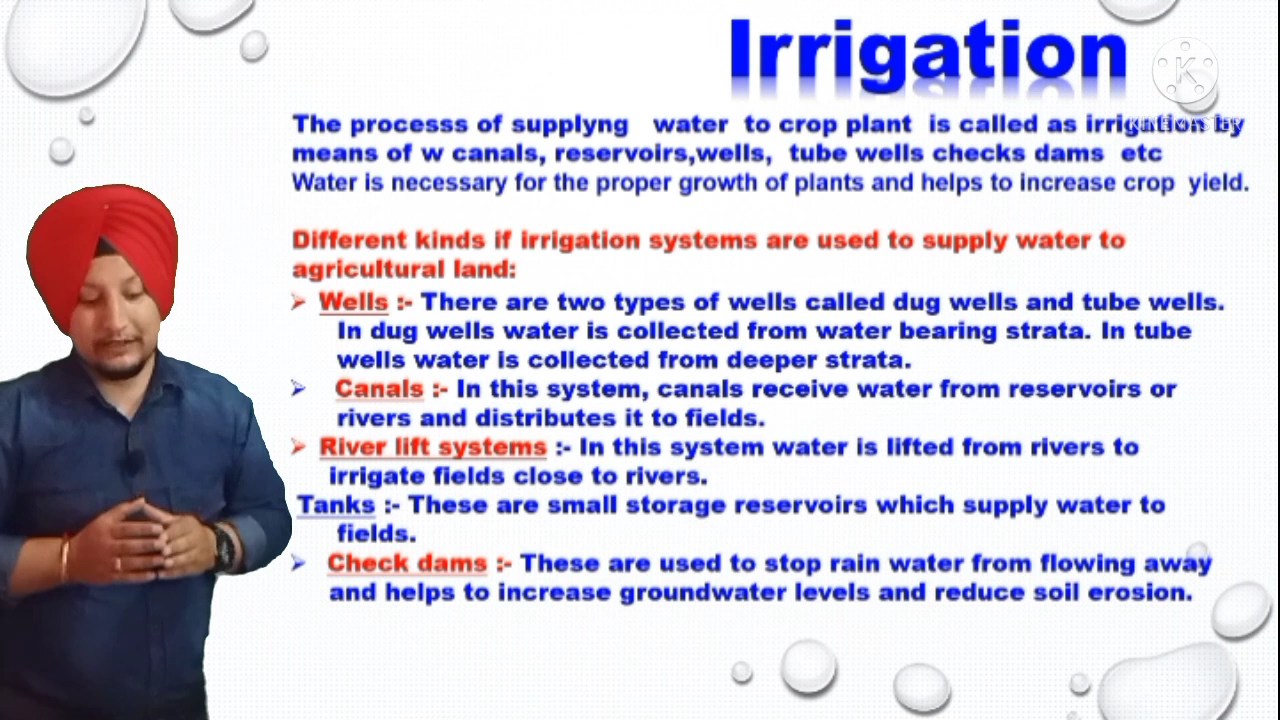 Irrigation
K
KINEMASTER
The processs of supplyng water to crop plant is called as by
means of w canals, reservoirs,wells, tube wells checks dams etc
Water is necessary for the proper growth of plants and helps to increase crop yield.
Different kinds if irrigation systems are used to supply water to
agricultural land:
Wells :- There are two types of wells called dug wells and tube wells.
In dug wells water is collected from water bearing strata. In tube
wells water is collected from deeper strata.
Canals :- In this system, canals receive water from reservoirs or
rivers and distributes it to fields.
River lift systems :- In this system water is lifted from rivers to
irrigate fields close to rivers.
Tanks :- These are small storage reservoirs which supply water to
fields.
Check dams :- These are used to stop rain water from flowing away
and helps to increase groundwater levels and reduce soil erosion.